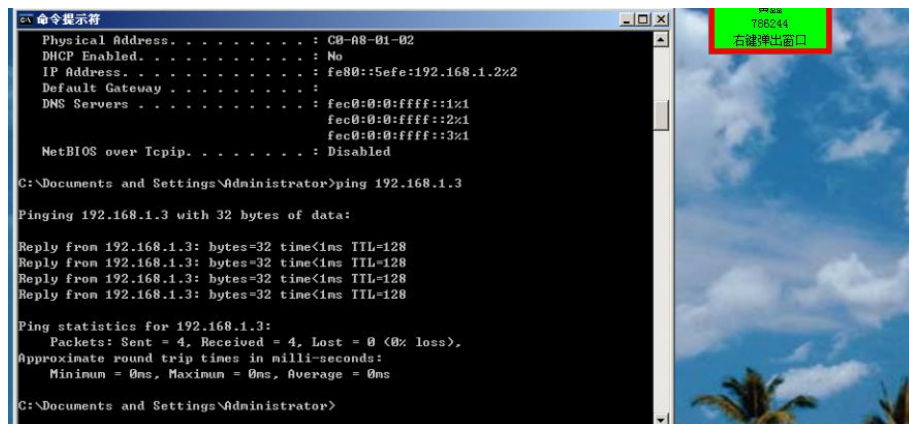 命令提示符
Physical Address. . . . . . . . . : C0-A8-01-02
DHCP Enabled. . . . . . . . . . . : No
IP Address. . . . . . . . . . . . : fe80::5efe:192.168.1.2%2
Default Gateway . . . . . . . . . :
DNS Servers . . . . . . . . . . . : fec0:0:0:ffff::1%1
fec0:0:0:ffff::2%1
fec0:0:0:ffff::3%1
NetBIOS over Tcpip. . . . . . . . : Disabled
C:\Documents and Settings\Administrator>ping 192.168.1.3
Pinging 192.168.1.3 with 32 bytes of data:
Reply from 192.168.1.3: bytes=32 time<1ms TTL=128
Reply from 192.168.1.3: bytes=32 time<1ms TTL=128
Reply from 192.168.1.3: bytes=32 time<1ms TTL=128
Reply from 192.168.1.3: bytes=32 time<1ms TTL=128
Ping statistics for 192.168.1.3:
Packets: Sent = 4, Received = 4, Lost = 0 (0% loss),
Approximate round trip times in milli-seconds:
Minimum = 0ms, Maximum = 0ms, Average = 0ms
C:\Documents and Settings\Administrator>
786244
右键弹出窗口